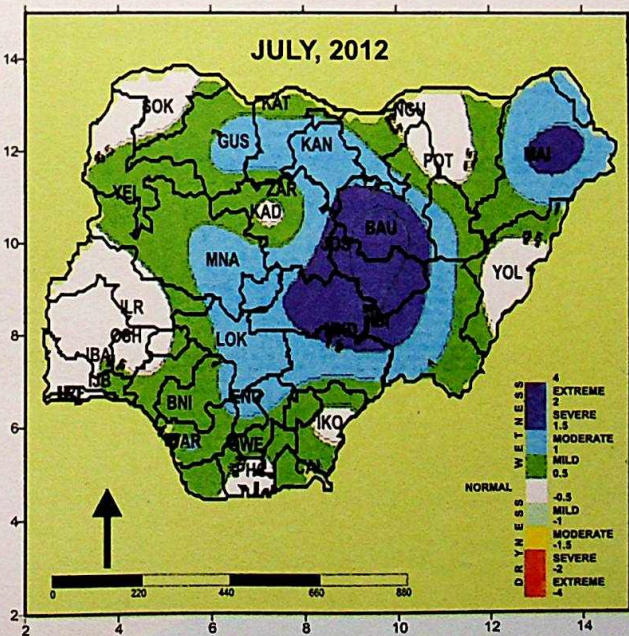 JULY, 2012
14
SOK
KAT
NGU
12
GUS
KAN
POT
MAI
YEL
ZAR
KAD
BAU
10
JOS
MNA
YOL
ILR
8
OSH
LOK
IBA
IJB
BNI
ENU
6
IKO
WAR
OWE
PHC
CAL
4
2
0 220 440 660 880
2 4 6 8 10 12 14
WETNESS
4
EXTREME
2
SEVERE
1.5
MODERATE
1
MILD
0.5
NORMAL
-0.5
MILD
-1
MODERATE
-1.5
SEVERE
-2
EXTREME
-4
DRYNESS